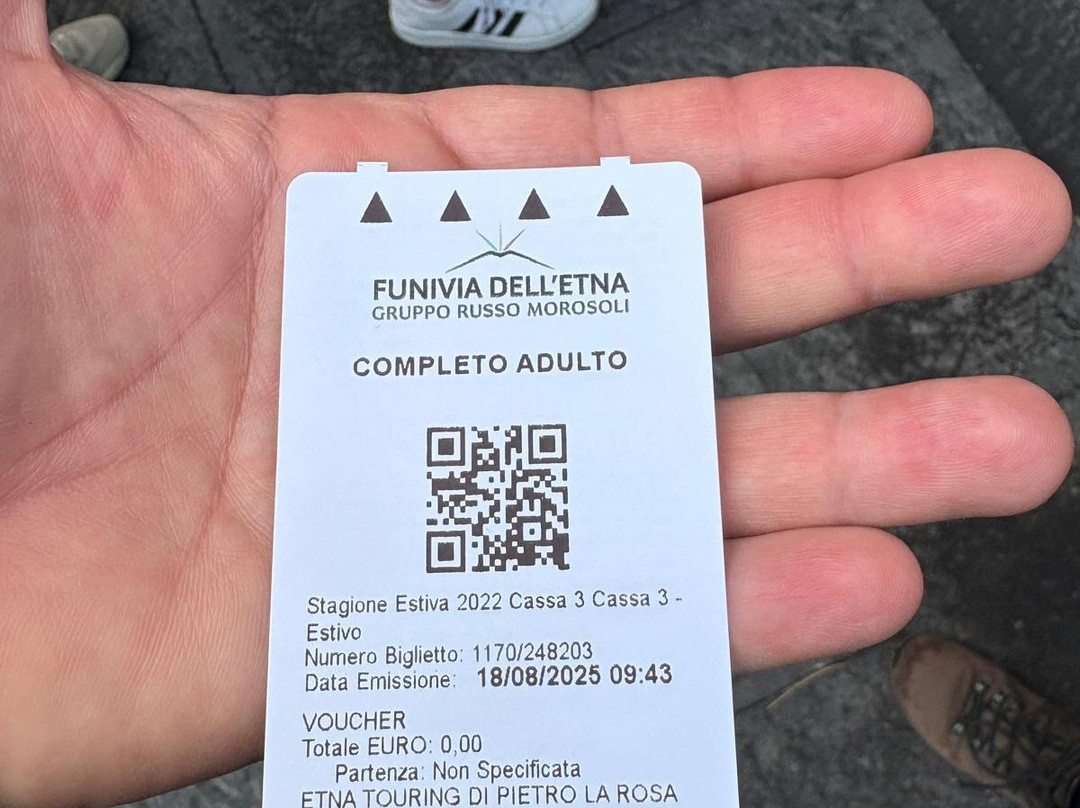 FUNIVIA DELL'ETNA
GRUPPO RUSSO MOROSOLI
COMPLETO ADULTO
Stagione Estiva 2022 Cassa 3 Cassa 3 -
Estivo
Numero Biglietto: 1170/248203
Data Emissione: 18/08/2025 09:43
VOUCHER
Totale EURO: 0,00
Partenza: Non Specificata
ETNA TOURING DI PIETRO LA ROSA